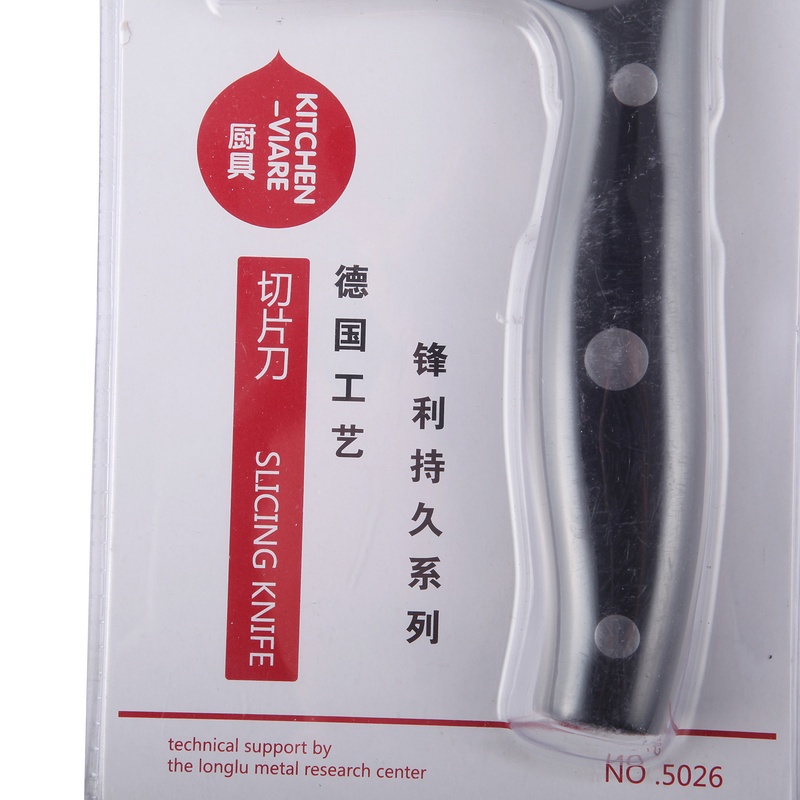 KITCHEN
-VIARE
厨具
切片刀 SLICING KNIFE
德国工艺
锋利持久系列
technical support by
the longlu metal research center
NO .5026